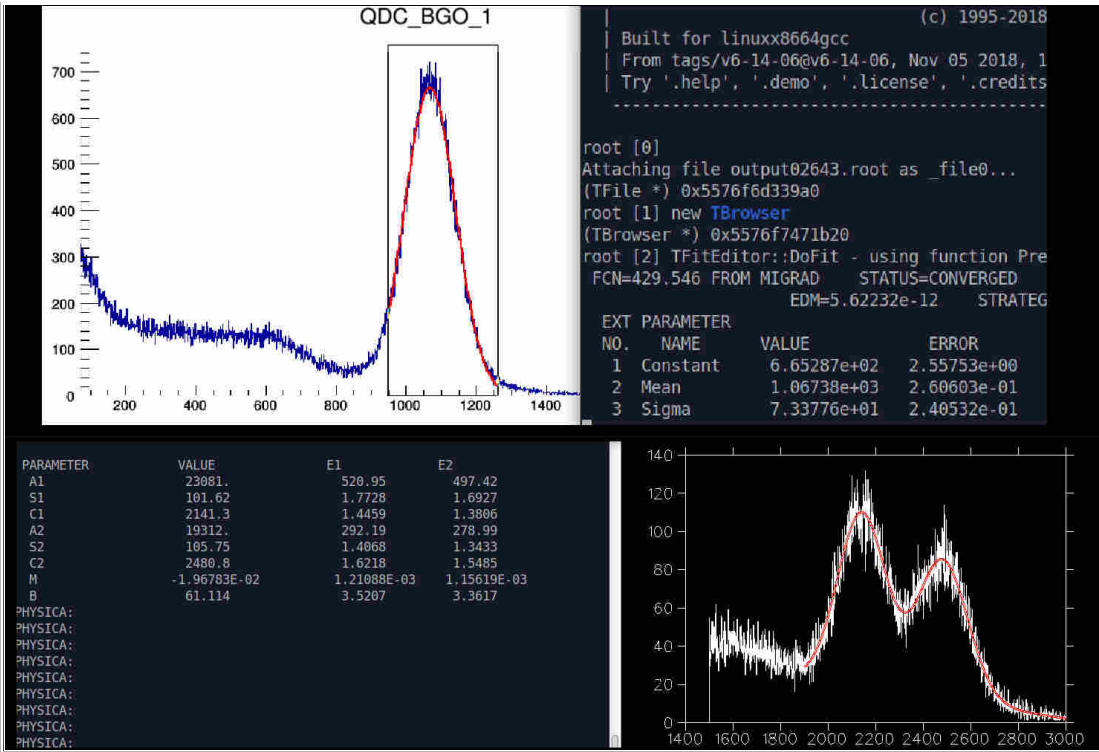 QDC_BGO_1
700
600
500
400
300
200
100
0
200 400 600 800 1000 1200 1400
| (c) 1995-2018
| Built for linuxx8664gcc
| From tags/v6-14-06@v6-14-06, Nov 05 2018, 1
| Try '.help', '.demo', '.license', '.credits
------------------------------------------
root [0]
Attaching file output02643.root as _file0...
(TFile *) 0x5576f6d339a0
root [1] new TBrowser
(TBrowser *) 0x5576f7471b20
root [2] TFitEditor::DoFit - using function Pre
FCN=429.546 FROM MIGRAD STATUS=CONVERGED
EDM=5.62232e-12 STRATEG
EXT PARAMETER
NO. NAME VALUE ERROR
1 Constant 6.65287e+02 2.55753e+00
2 Mean 1.06738e+03 2.60603e-01
3 Sigma 7.33776e+01 2.40532e-01
PARAMETER VALUE E1 E2
A1 23081. 520.95 497.42
S1 101.62 1.7728 1.6927
C1 2141.3 1.4459 1.3806
A2 19312. 292.19 278.99
S2 105.75 1.4068 1.3433
C2 2480.8 1.6218 1.5485
M -1.96783E-02 1.21088E-03 1.15619E-03
B 61.114 3.5207 3.3617
PHYSICA:
PHYSICA:
PHYSICA:
PHYSICA:
PHYSICA:
PHYSICA:
PHYSICA:
PHYSICA:
PHYSICA:
140
120
100
80
60
40
20
0
1400 1600 1800 2000 2200 2400 2600 2800 3000